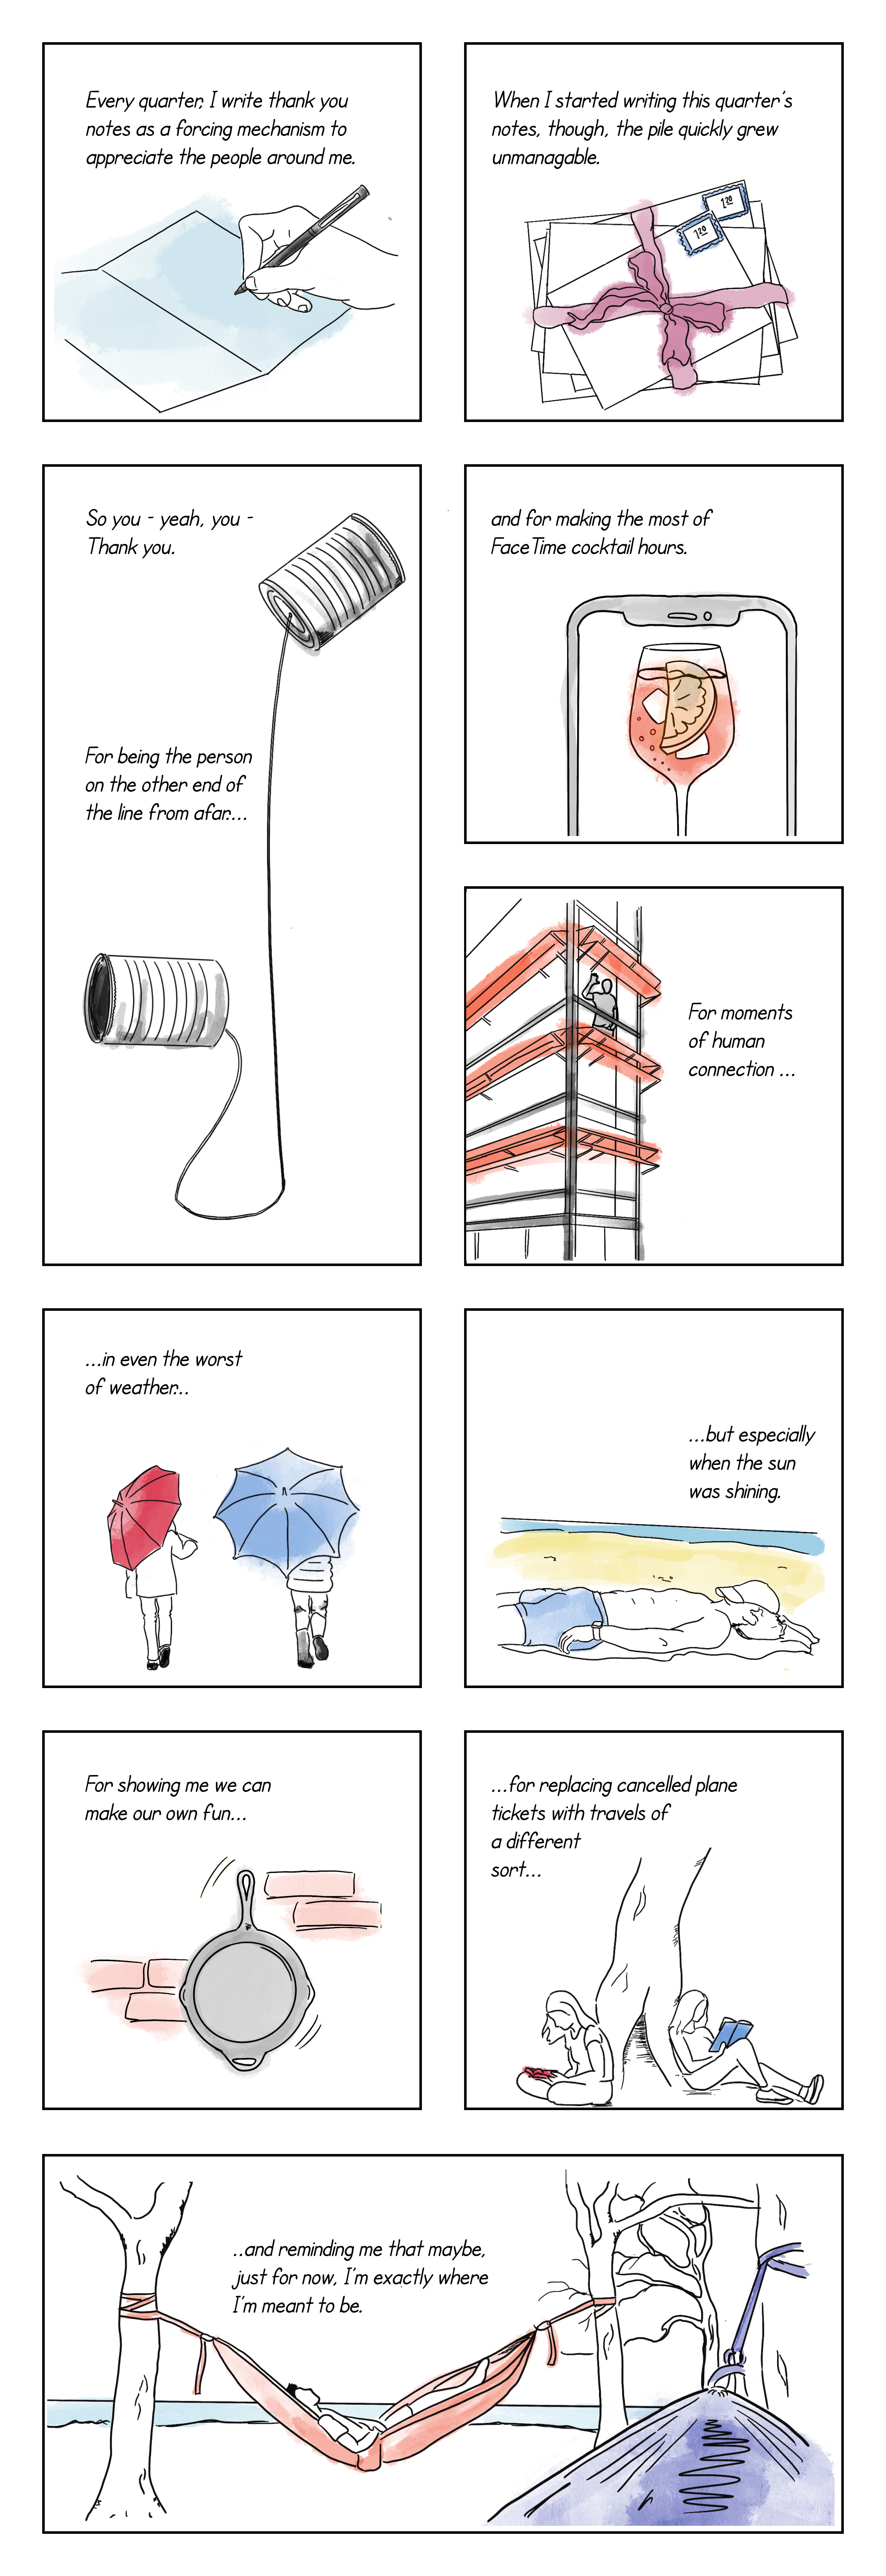 Every quarter, I write thank you
notes as a forcing mechanism to
appreciate the people around me.
When I started writing this quarter's
notes, though, the pile quickly grew
unmanagable.
1.20
1.20
So you - yeah, you -
Thank you.
For being the person
on the other end of
the line from afar....
and for making the most of
FaceTime cocktail hours.
For moments
of human
connection ...
...in even the worst
of weather...
...but especially
when the sun
was shining.
For showing me we can
make our own fun...
...for replacing cancelled plane
tickets with travels of
a different
sort...
..and reminding me that maybe,
just for now, I'm exactly where
I'm meant to be.